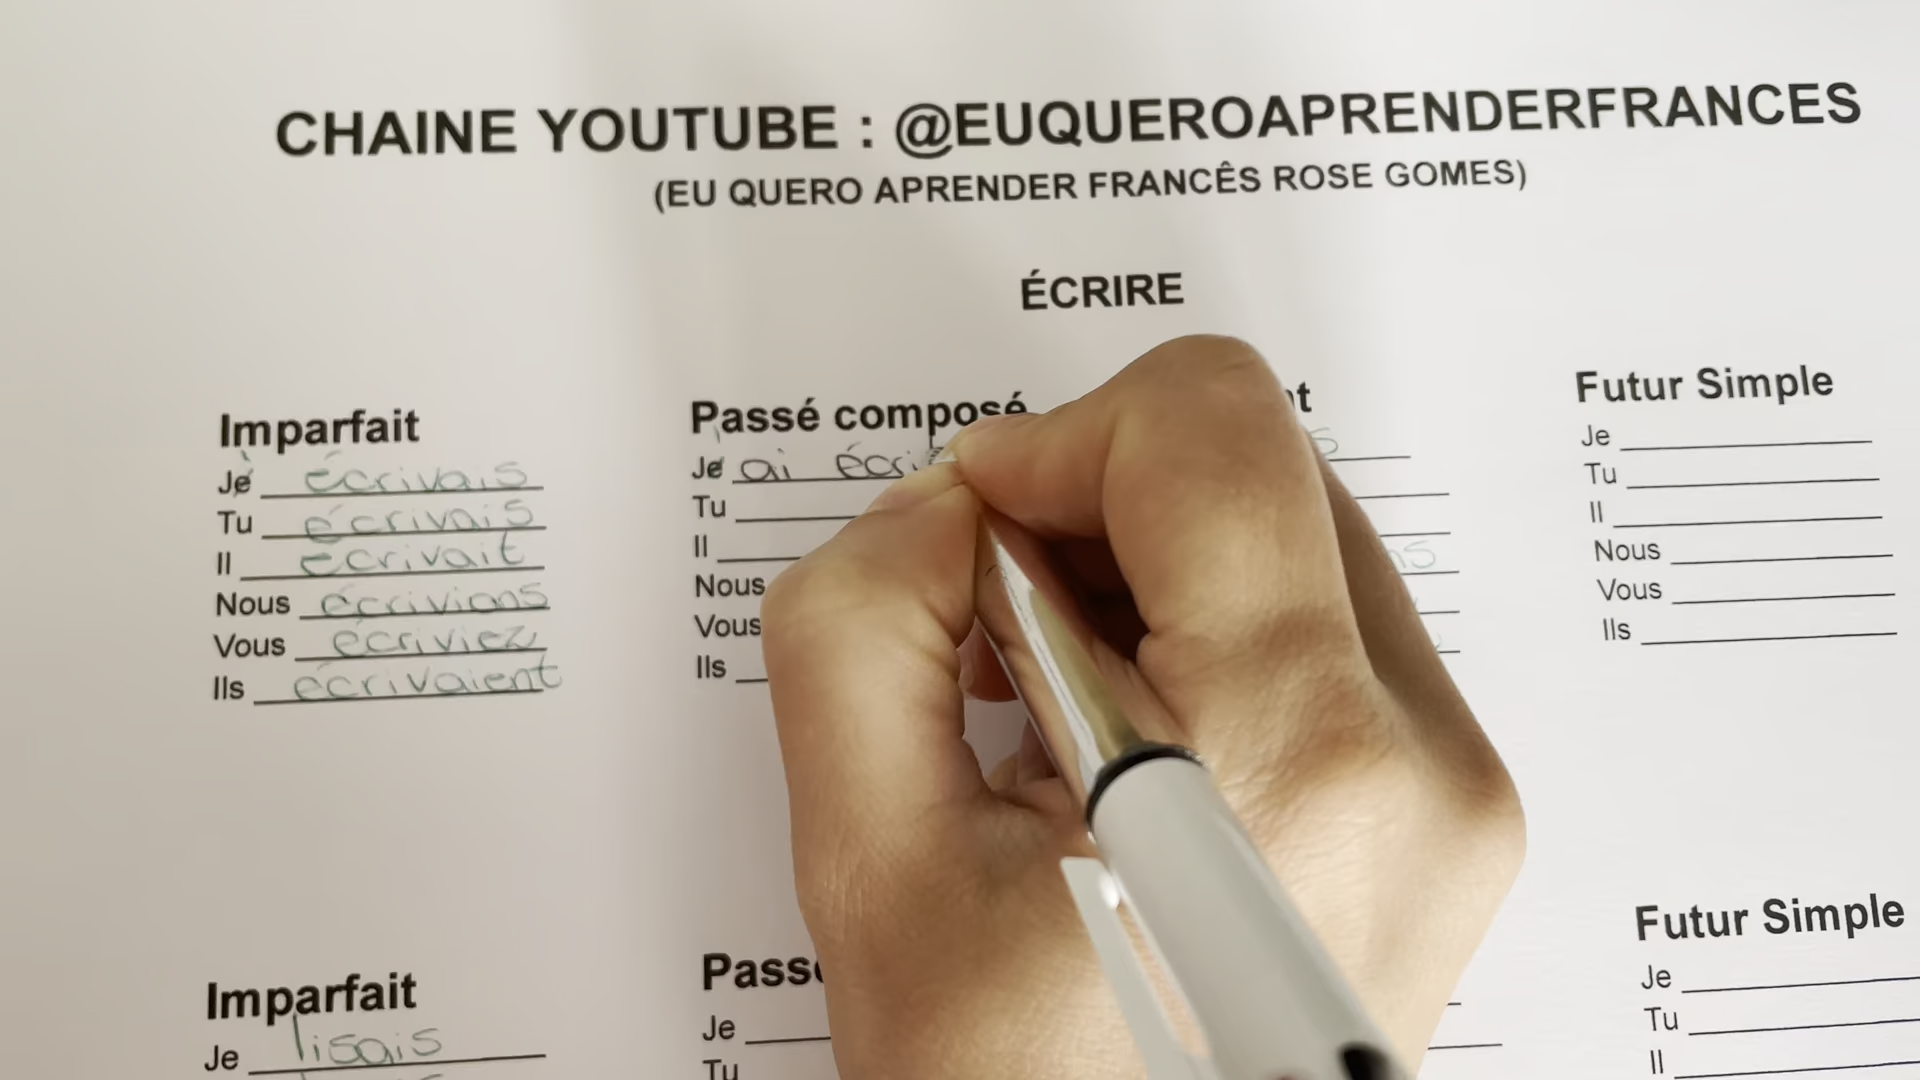 CHAINE YOUTUBE : @EUQUEROAPRENDERFRANCES
(EU QUERO APRENDER FRANCÊS ROSE GOMES)
ÉCRIRE
Imparfait
J' écrivais
Tu écrivais
Il écrivait
Nous écrivions
Vous écriviez
Ils écrivaient
Passé composé
J' ai écri
Tu
Il
Nous
Vous
Ils
Futur Simple
Je
Tu
Il
Nous
Vous
Ils
Imparfait
Je lisais
Passé
Je
Tu
Futur Simple
Je
Tu
Il